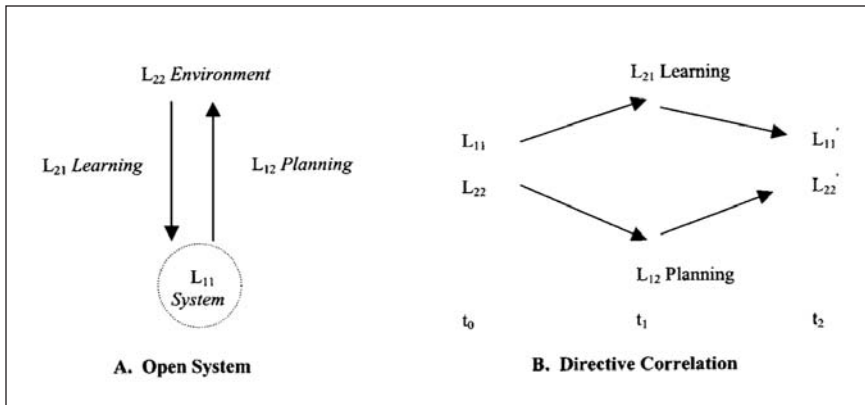 L₂₂ Environment
L₂₁ Learning
L₁₂ Planning
L₁₁
System
A. Open System
L₂₁ Learning
L₁₁
L₁₁'
L₂₂
L₂₂'
L₁₂ Planning
t₀
t₁
t₂
B. Directive Correlation